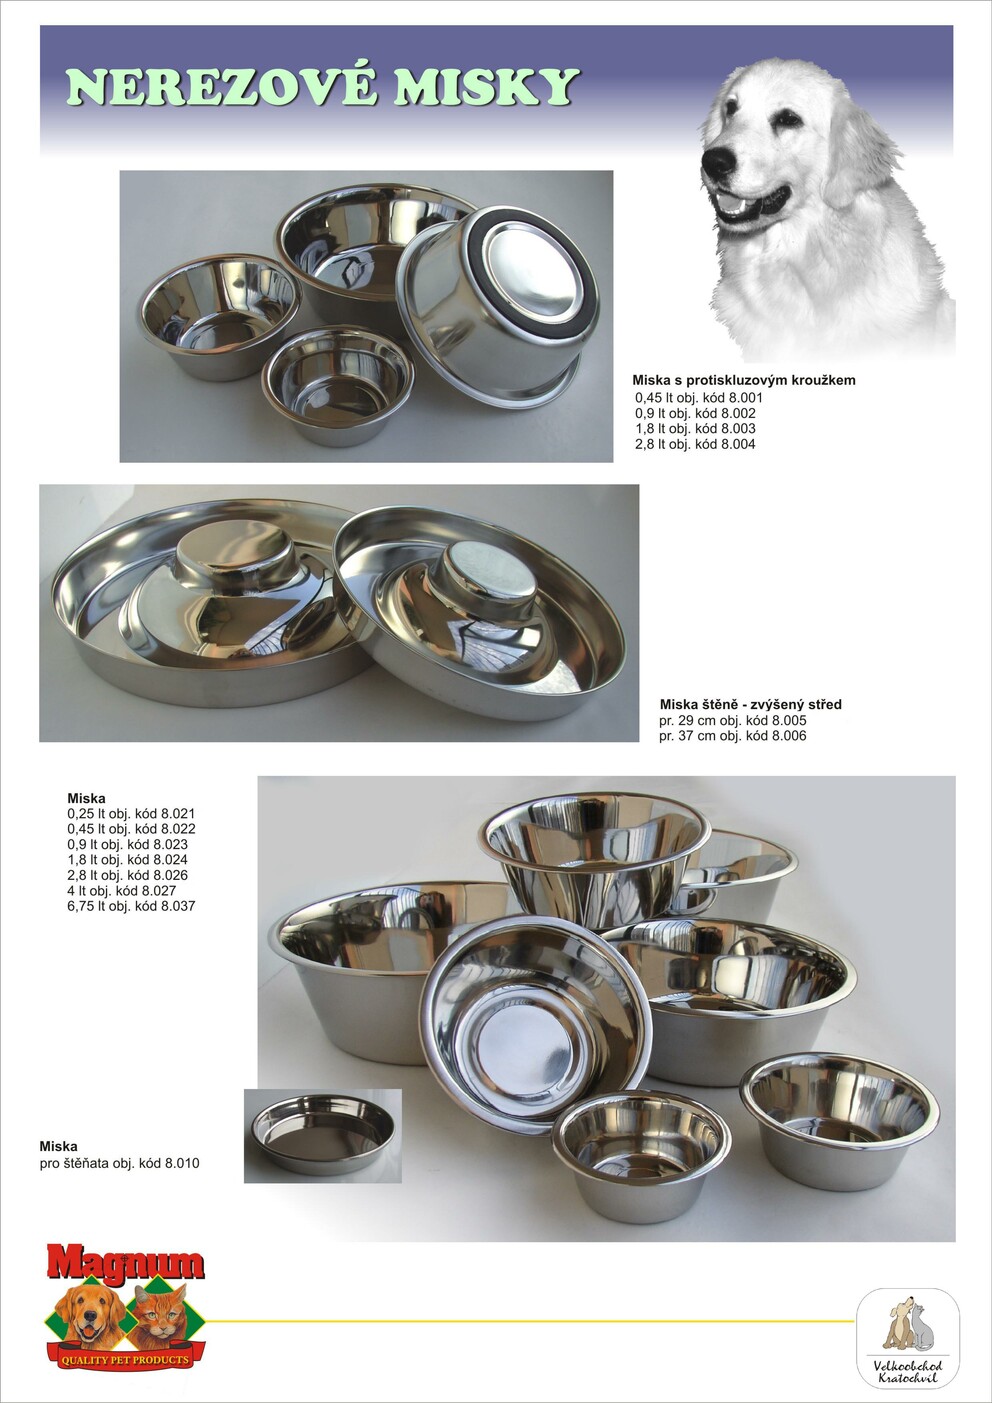 NEREZOVÉ MISKY
Miska s protiskluzovým kroužkem
0,45 lt obj. kód 8.001
0,9 lt obj. kód 8.002
1,8 lt obj. kód 8.003
2,8 lt obj. kód 8.004
Miska štěně - zvýšený střed
pr. 29 cm obj. kód 8.005
pr. 37 cm obj. kód 8.006
Miska
0,25 lt obj. kód 8.021
0,45 lt obj. kód 8.022
0,9 lt obj. kód 8.023
1,8 lt obj. kód 8.024
2,8 lt obj. kód 8.026
4 lt obj. kód 8.027
6,75 lt obj. kód 8.037
Miska
pro štěňata obj. kód 8.010
Magnum
QUALITY PET PRODUCTS
Velkoobchod
Kratochvíl